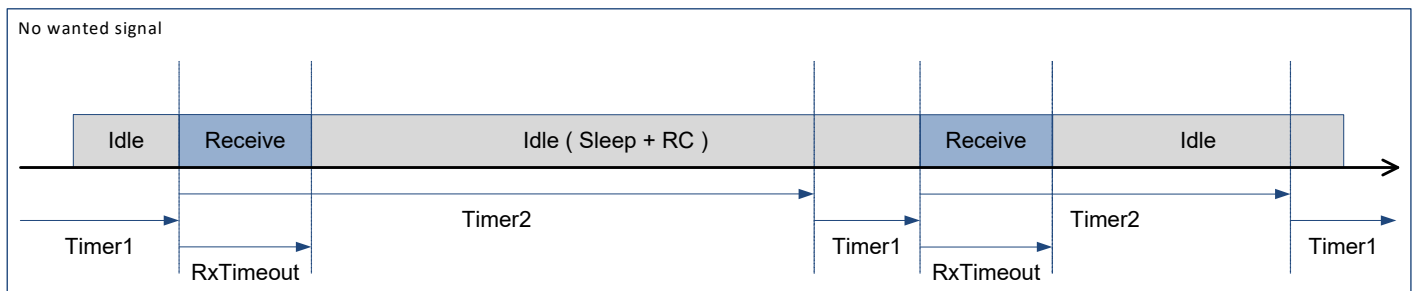 No wanted signal
Idle
Receive
Idle ( Sleep + RC )
Receive
Idle
Timer2
Timer2
Timer1
Timer1
Timer1
RxTimeout
RxTimeout